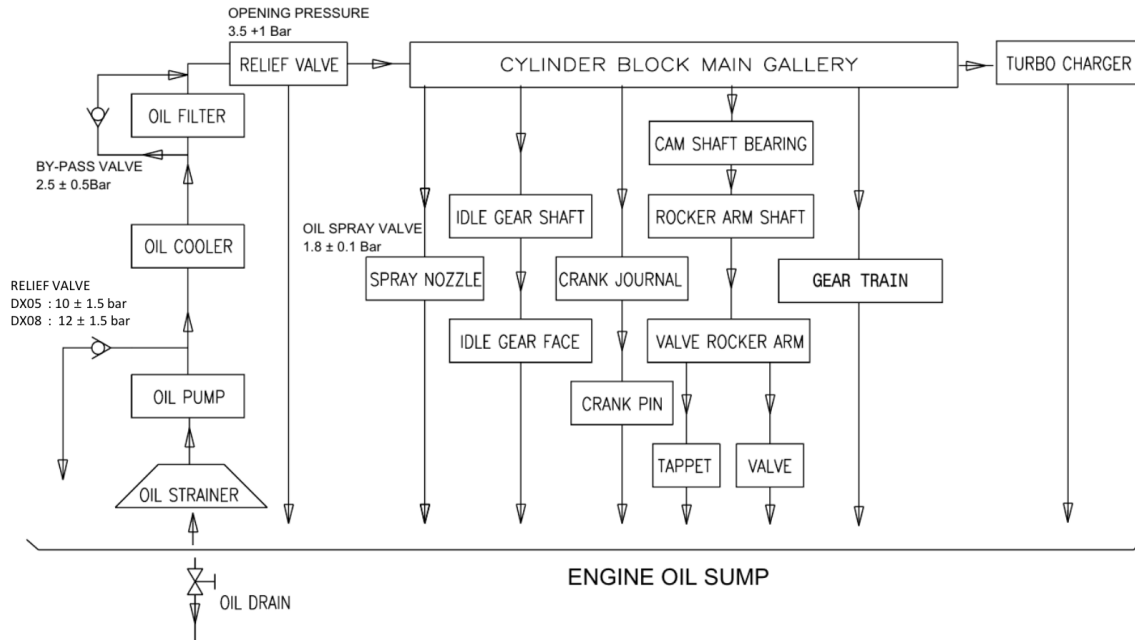 OPENING PRESSURE
3.5 +1 Bar
RELIEF VALVE
CYLINDER BLOCK MAIN GALLERY
TURBO CHARGER
OIL FILTER
BY-PASS VALVE
2.5 ± 0.5Bar
CAM SHAFT BEARING
IDLE GEAR SHAFT
ROCKER ARM SHAFT
OIL COOLER
OIL SPRAY VALVE
1.8 ± 0.1 Bar
SPRAY NOZZLE
CRANK JOURNAL
GEAR TRAIN
RELIEF VALVE
DX05 : 10 ± 1.5 bar
DX08 : 12 ± 1.5 bar
IDLE GEAR FACE
VALVE ROCKER ARM
OIL PUMP
CRANK PIN
TAPPET
VALVE
OIL STRAINER
ENGINE OIL SUMP
OIL DRAIN